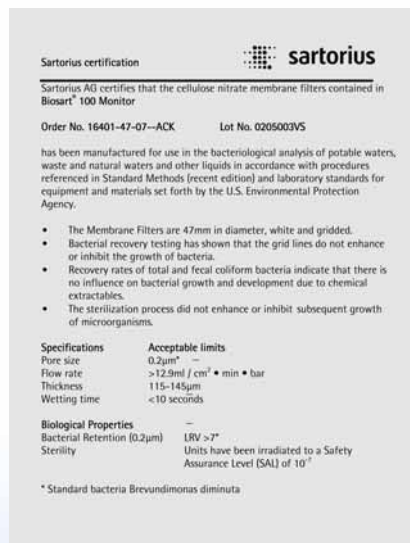 sartorius
Sartorius certification
Sartorius AG certifies that the cellulose nitrate membrane filters contained in
Biosart® 100 Monitor
Order No. 16401-47-07--ACK Lot No. 0205003VS
has been manufactured for use in the bacteriological analysis of potable waters,
waste and natural waters and other liquids in accordance with procedures
referenced in Standard Methods (recent edition) and laboratory standards for
equipment and materials set forth by the U.S. Environmental Protection
Agency.
• The Membrane Filters are 47mm in diameter, white and gridded.
• Bacterial recovery testing has shown that the grid lines do not enhance
or inhibit the growth of bacteria.
• Recovery rates of total and fecal coliform bacteria indicate that there is
no influence on bacterial growth and development due to chemical
extractables.
• The sterilization process did not enhance or inhibit subsequent growth
of microorganisms.
Specifications Acceptable limits
Pore size 0.2µm* –
Flow rate >12.9ml / cm² • min • bar
Thickness 115-145µm
Wetting time <10 seconds
Biological Properties –
Bacterial Retention (0.2µm) LRV >7*
Sterility Units have been irradiated to a Safety
Assurance Level (SAL) of
* Standard bacteria Brevundimonas diminuta